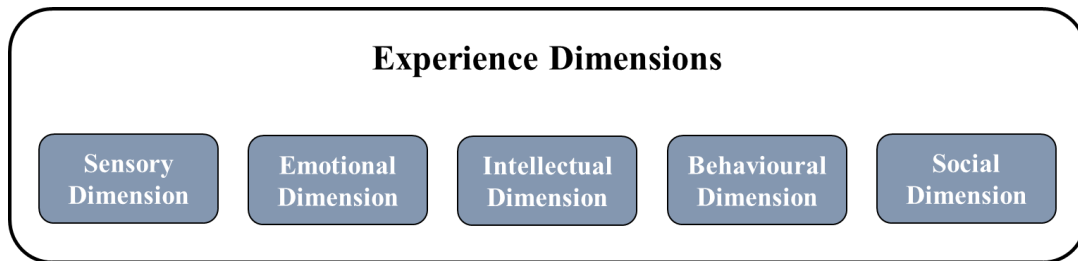 Experience Dimensions
Sensory
Dimension
Emotional
Dimension
Intellectual
Dimension
Behavioural
Dimension
Social
Dimension